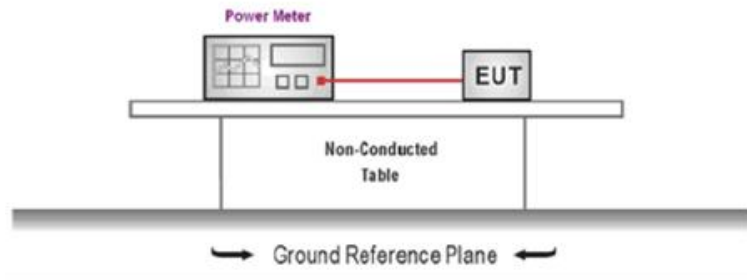 Power Meter
EUT
Non-Conducted
Table
Ground Reference Plane